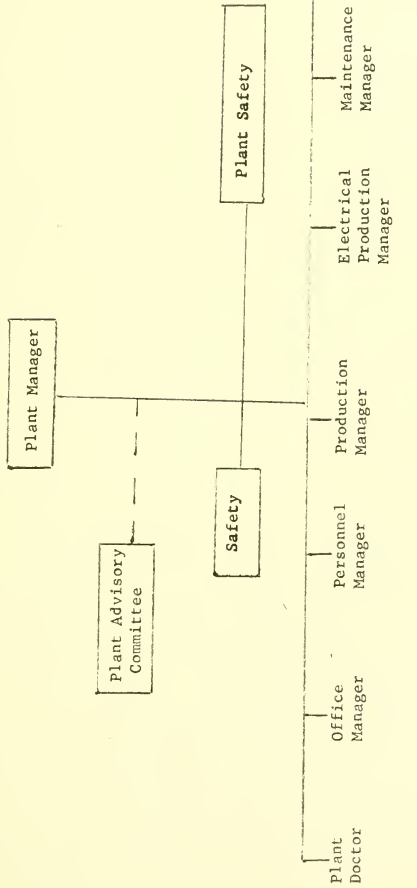 Plant Manager
Plant Advisory
Committee
Safety
Plant Safety
Plant
Doctor
Office
Manager
Personnel
Manager
Production
Manager
Electrical
Production
Manager
Maintenance
Manager